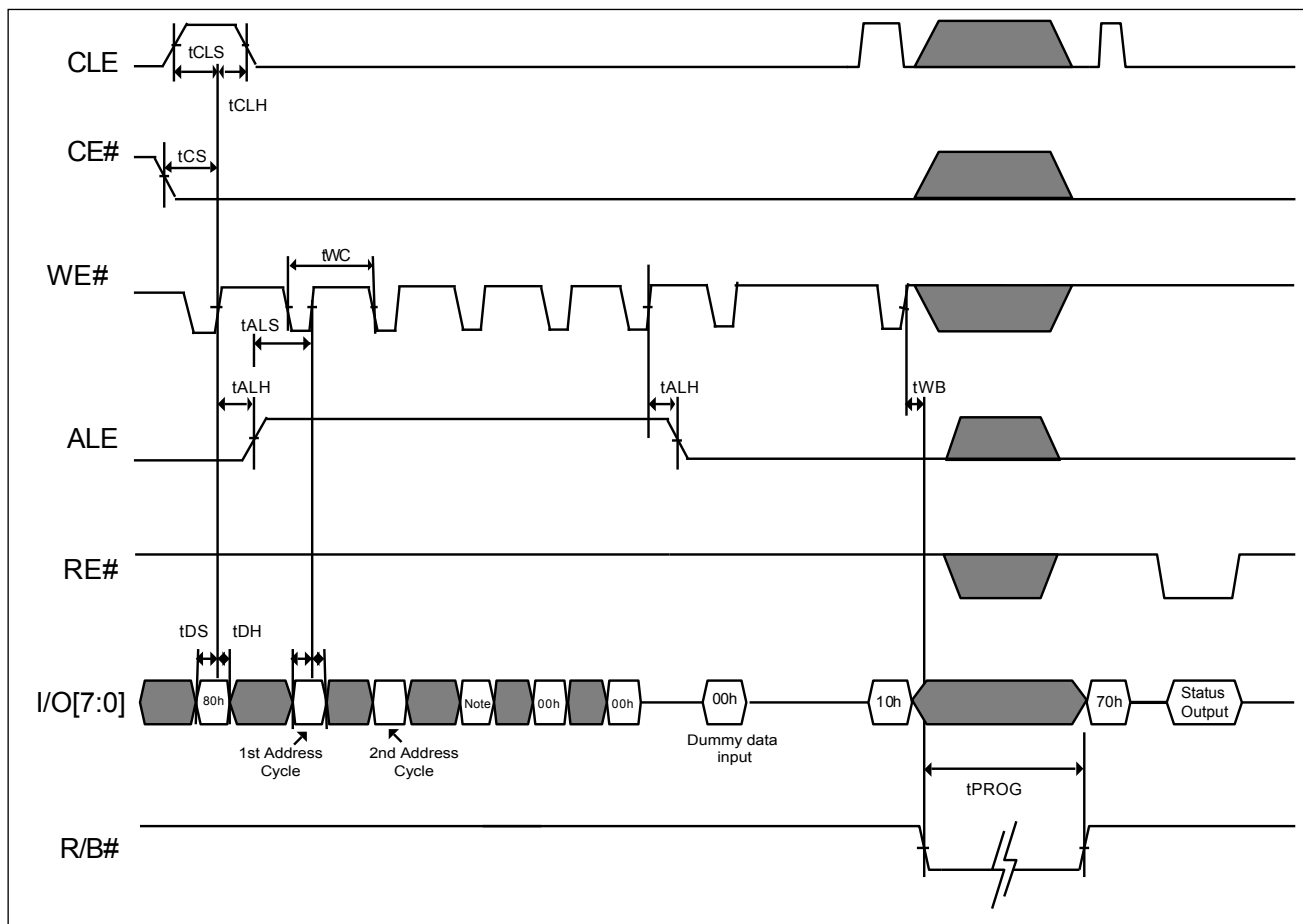 CLE
tCLS
tCLH
CE#
tCS
WE#
tWC
tALS
tALH
tALH
tWB
ALE
RE#
tDS
tDH
I/O[7:0]
80h
Note
00h
00h
00h
10h
70h
Status
Output
1st Address
Cycle
2nd Address
Cycle
Dummy data
input
tPROG
R/B#